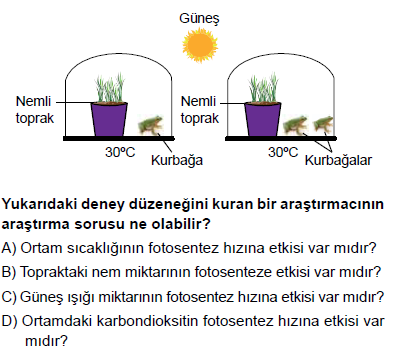 Güneş
Nemli toprak
Nemli toprak
30ºC
Kurbağa
30ºC
Kurbağalar
Yukarıdaki deney düzeneğini kuran bir araştırmacının
araştırma sorusu ne olabilir?
A) Ortam sıcaklığının fotosentez hızına etkisi var mıdır?
B) Topraktaki nem miktarının fotosenteze etkisi var mıdır?
C) Güneş ışığı miktarının fotosentez hızına etkisi var mıdır?
D) Ortamdaki karbondioksitin fotosentez hızına etkisi var
mıdır?